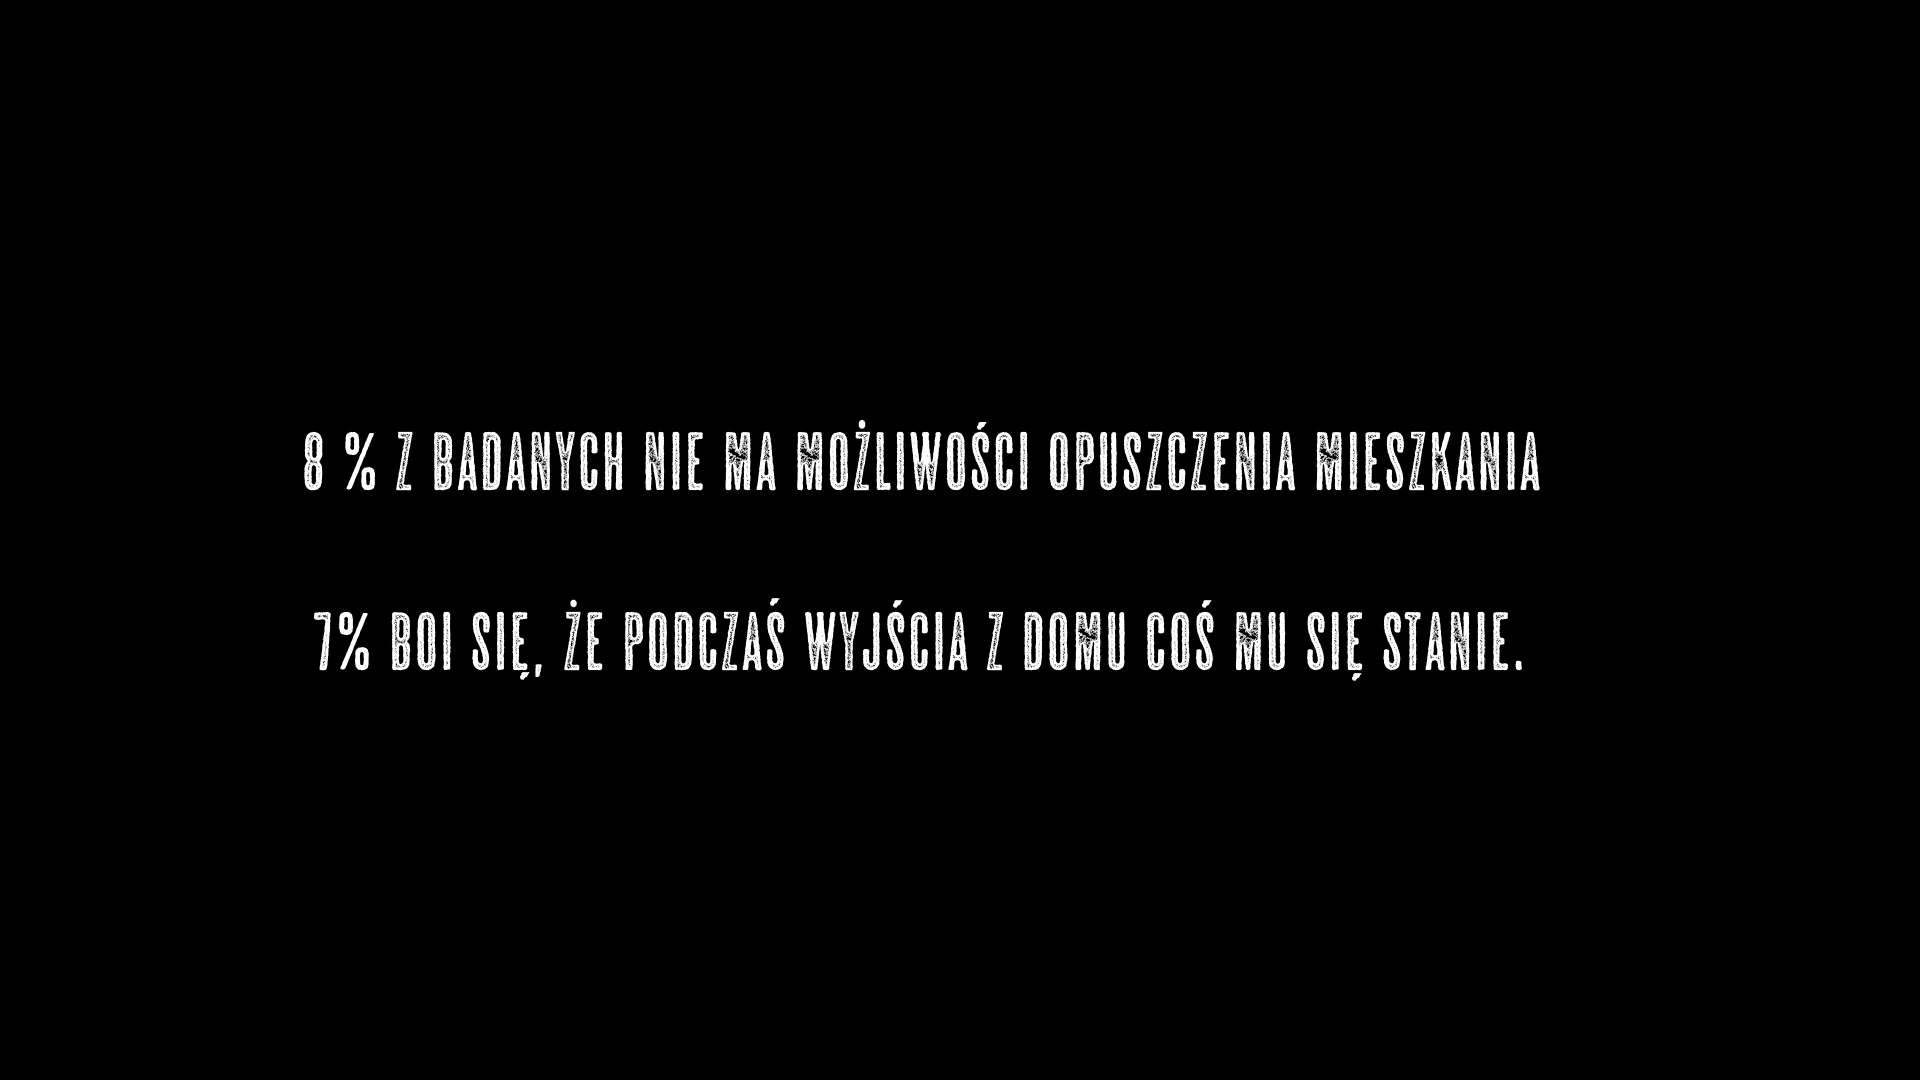 8 % Z BADANYCH NIE MA MOŻLIWOŚCI OPUSZCZENIA MIESZKANIA
7% BOI SIĘ, ŻE PODCZAŚ WYJŚCIA Z DOMU COŚ MU SIĘ STANIE.